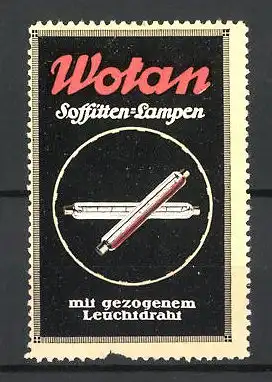 Wotan
Soffitten=Lampen
mit gezogenem
Leuchtdraht